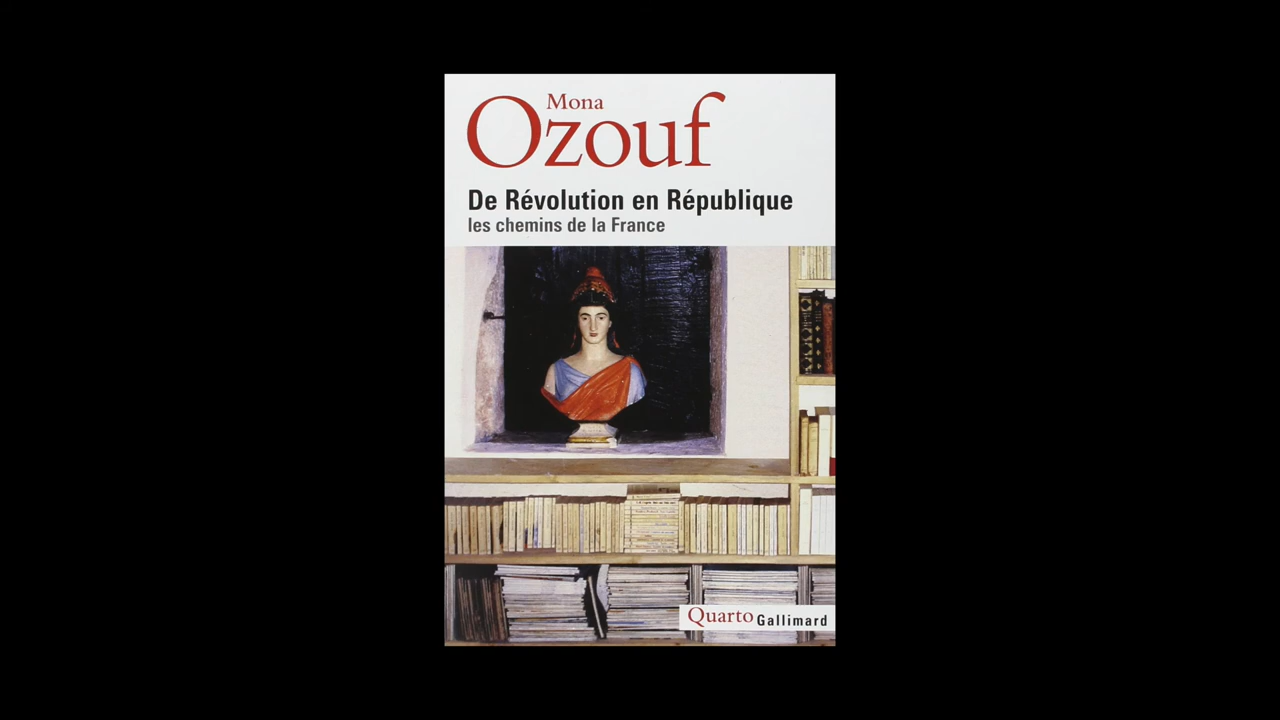 Mona
Ozouf
De Révolution en République
les chemins de la France
Quarto Gallimard